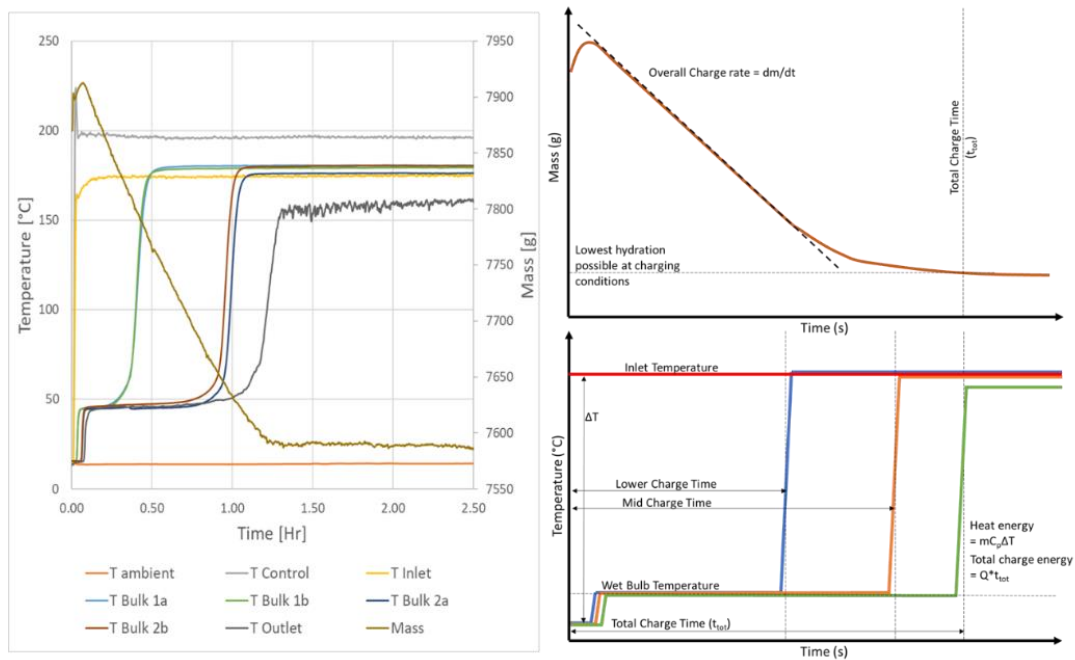 250
200
150
100
50
0
Temperature [°C]
7950
7900
7850
7800
7750
7700
7650
7600
7550
Mass [g]
0.00 0.50 1.00 1.50 2.00 2.50
Time [Hr]
T ambient T Control T Inlet
T Bulk 1a T Bulk 1b T Bulk 2a
T Bulk 2b T Outlet Mass
Mass (g)
Overall Charge rate = dm/dt
Total Charge Time
(t_tot)
Lowest hydration
possible at charging
conditions
Time (s)
Temperature (°C)
Inlet Temperature
ΔT
Lower Charge Time
Mid Charge Time
Heat energy
= mC_pΔT
Total charge energy
= Q*t_tot
Wet Bulb Temperature
Total Charge Time (t_tot)
Time (s)